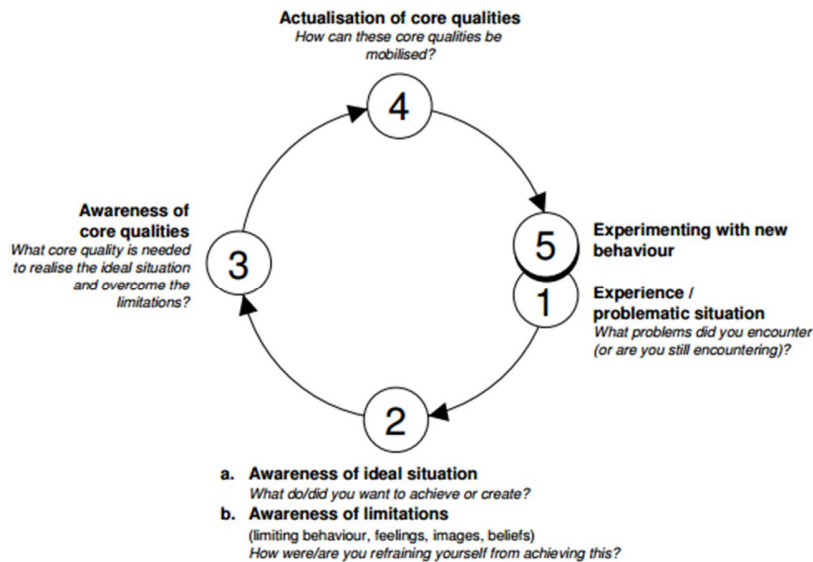 Actualisation of core qualities
How can these core qualities be
mobilised?
4
Awareness of
core qualities
What core quality is needed
to realise the ideal situation
and overcome the
limitations?
3
5
Experimenting with new
behaviour
1
Experience /
problematic situation
What problems did you encounter
(or are you still encountering)?
2
a. Awareness of ideal situation
What do/did you want to achieve or create?
b. Awareness of limitations
(limiting behaviour, feelings, images, beliefs)
How were/are you refraining yourself from achieving this?